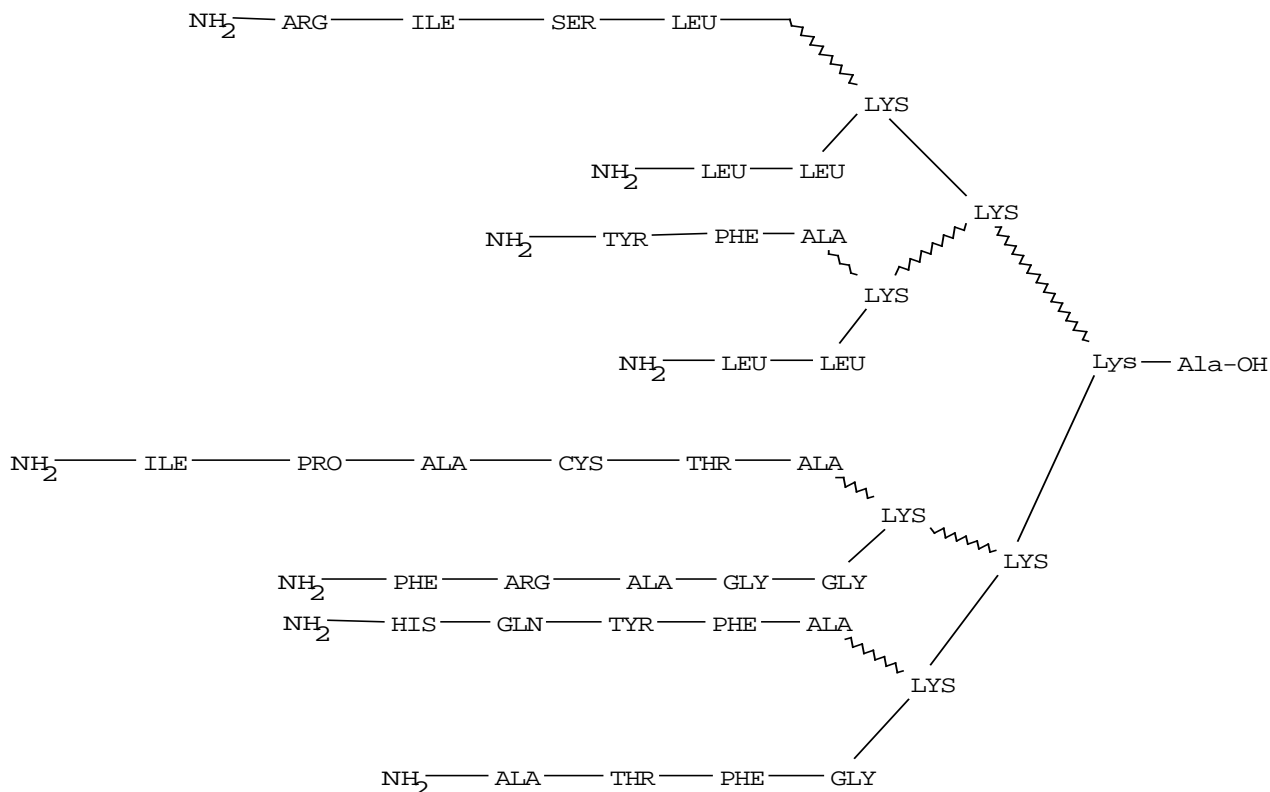 NH2 ARG ILE SER LEU
LYS
NH2 LEU LEU
LYS
NH2 TYR PHE ALA
LYS
NH2 LEU LEU
Lys Ala-OH
NH2 ILE PRO ALA CYS THR ALA
LYS
LYS
NH2 PHE ARG ALA GLY GLY
NH2 HIS GLN TYR PHE ALA
LYS
NH2 ALA THR PHE GLY